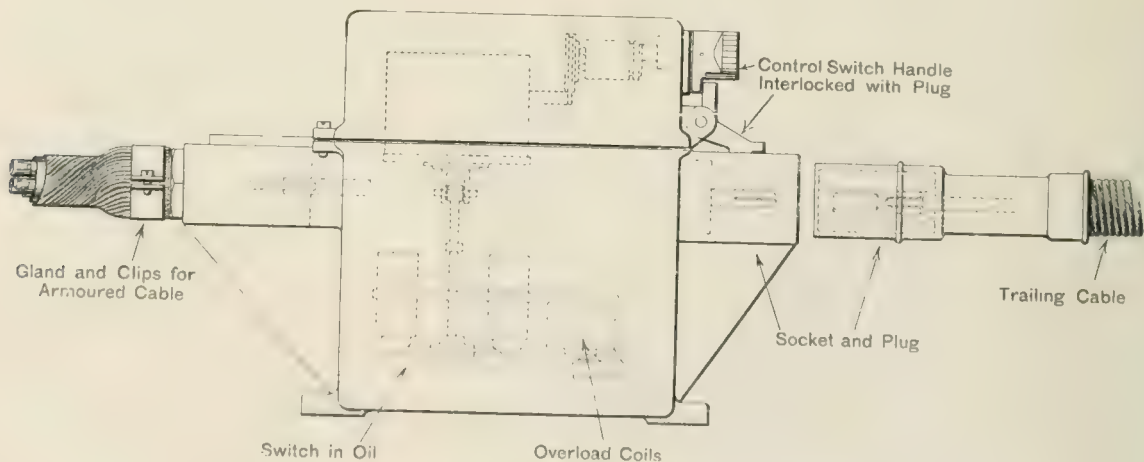 Control Switch Handle
Interlocked with Plug
Gland and Clips for
Armoured Cable
Trailing Cable
Socket and Plug
Switch in Oil
Overload Coils